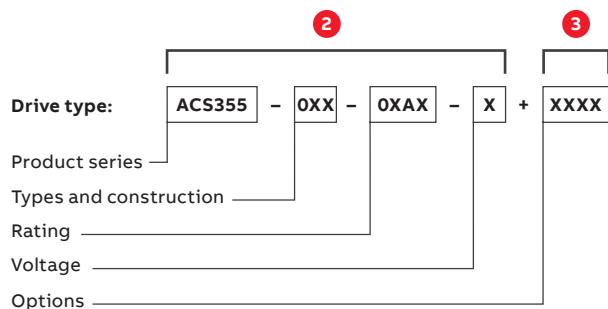 2 3
Drive type: ACS355 – 0XX – 0XAX – X + XXXX
Product series
Types and construction
Rating
Voltage
Options